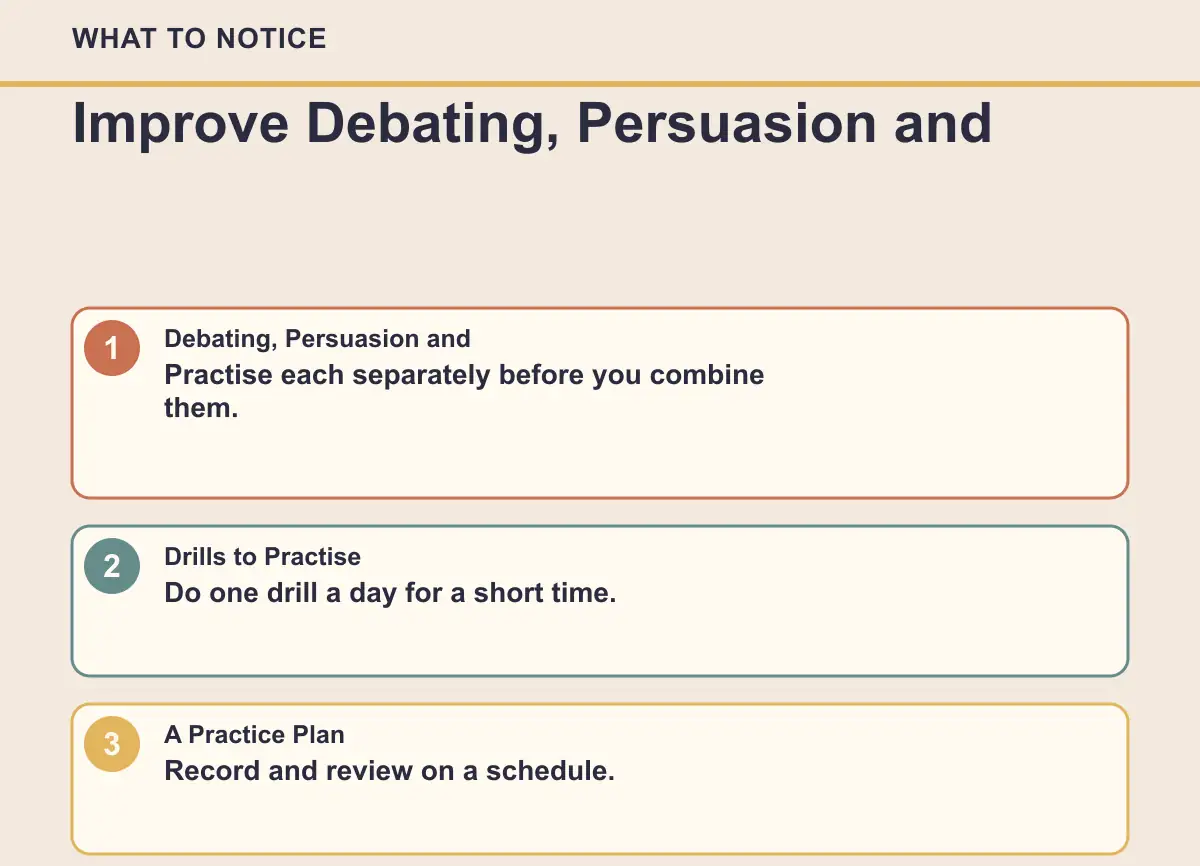 WHAT TO NOTICE
Improve Debating, Persuasion and
1
Debating, Persuasion and
Practise each separately before you combine
them.
2
Drills to Practise
Do one drill a day for a short time.
3
A Practice Plan
Record and review on a schedule.